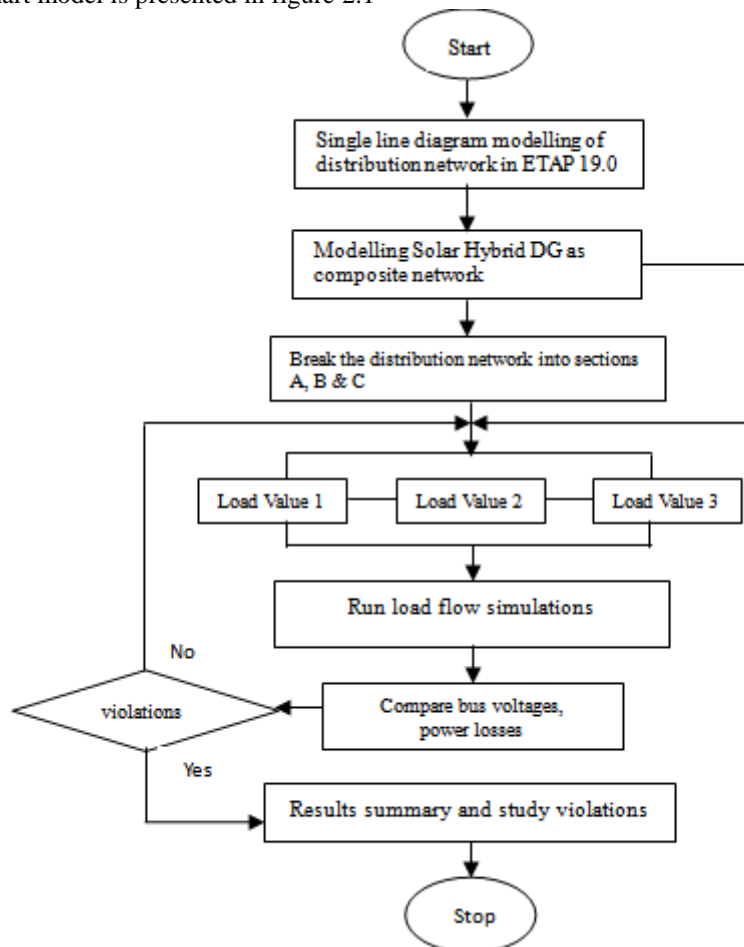 art model is presented in figure 2.1
Start
Single line diagram modelling of
distribution network in ETAP 19.0
Modelling Solar Hybrid DG as
composite network
Break the distribution network into sections
A, B & C
Load Value 1
Load Value 2
Load Value 3
Run load flow simulations
No
Compare bus voltages,
power losses
violations
Yes
Results summary and study violations
Stop